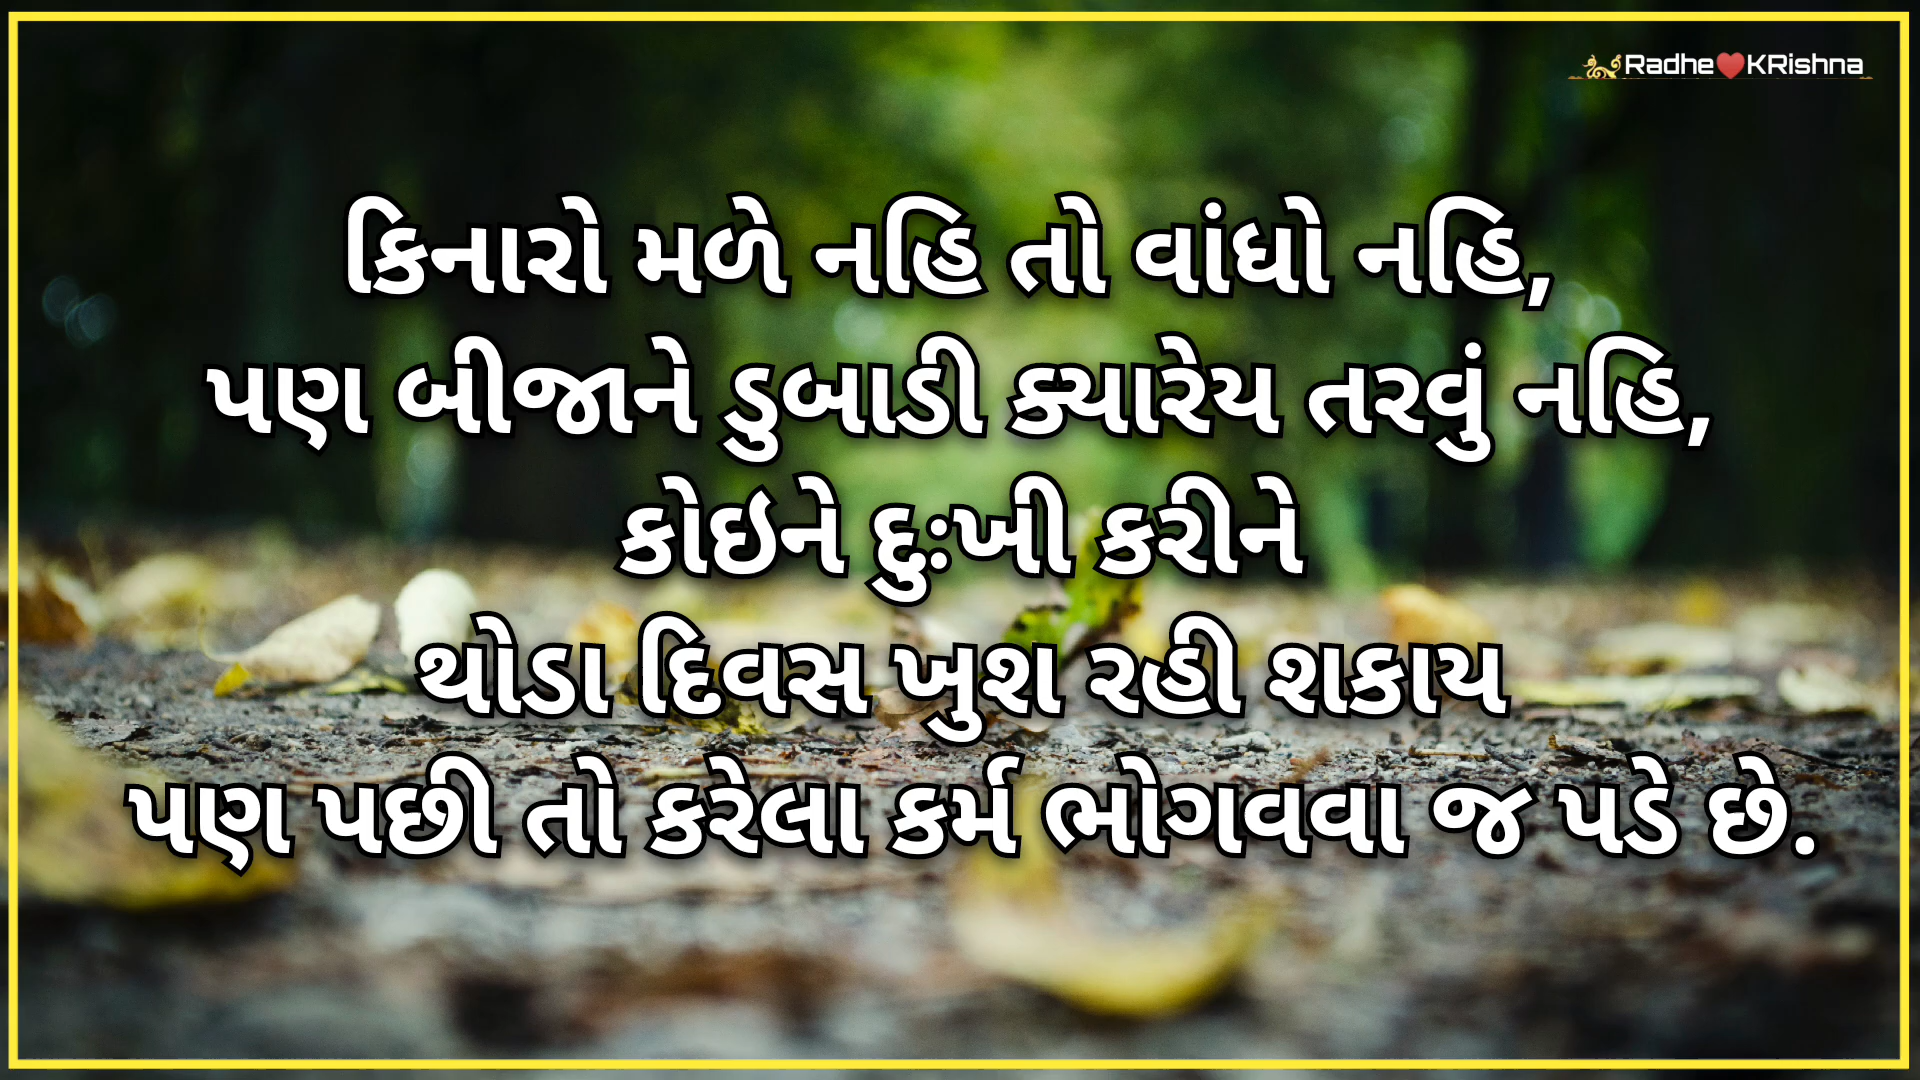 Radhe❤️KRishna
કિનારો મળે નહિ તો વાંધો નહિ,
પણ બીજાને ડુબાડી ક્યારેય તરવું નહિ,
કોઇને દુઃખી કરીને
થોડા દિવસ ખુશ રહી શકાય
પણ પછી તો કરેલા કર્મ ભોગવવા જ પડે છે.